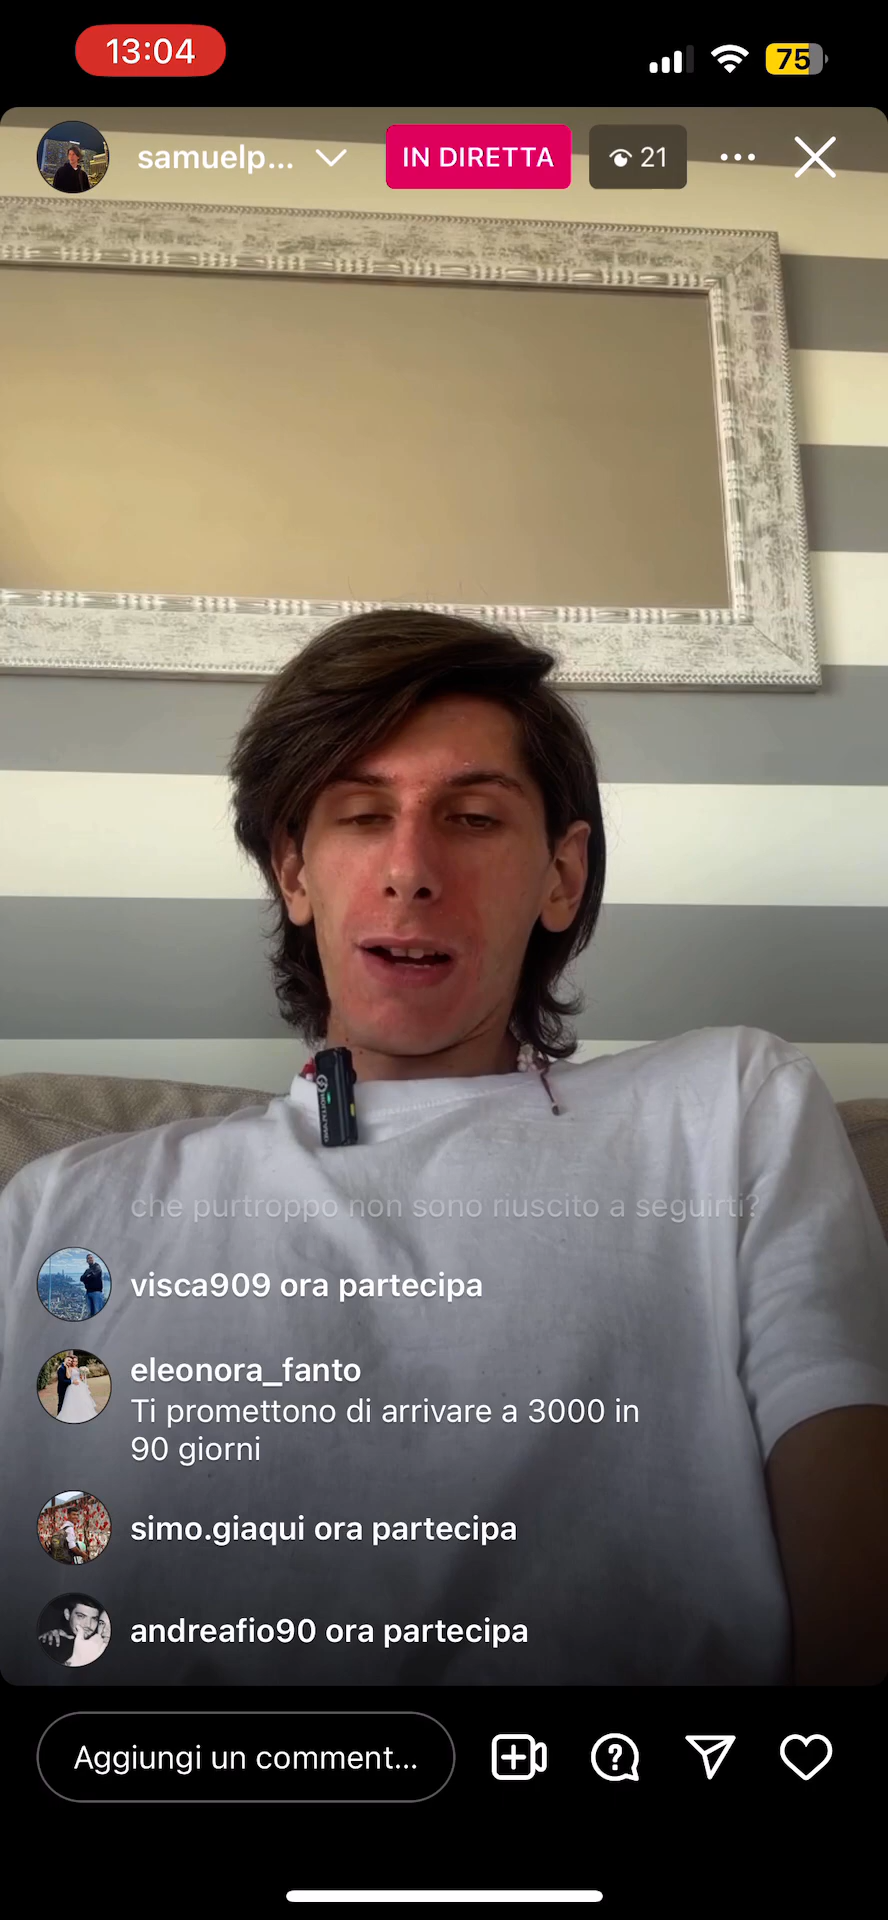 13:04
75
samuelp...
IN DIRETTA
21
che purtroppo non sono riuscito a seguirti?
visca909 ora partecipa
eleonora_fanto
Ti promettono di arrivare a 3000 in
90 giorni
simo.giaqui ora partecipa
andreafio90 ora partecipa
Aggiungi un comment...